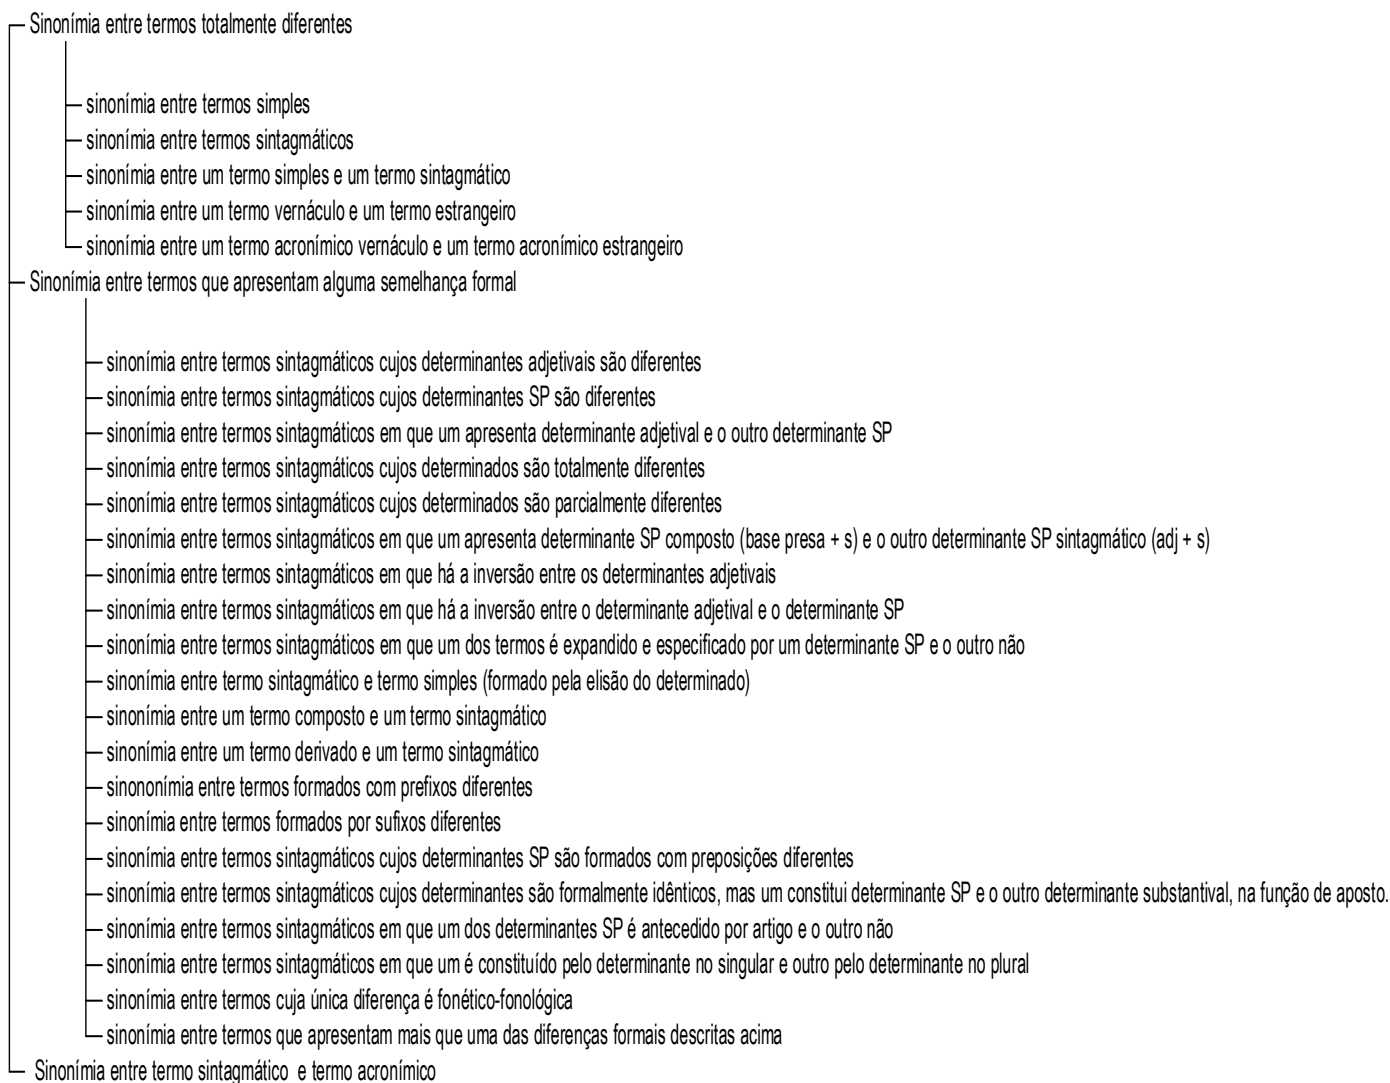 Sinonímia entre termos totalmente diferentes
sinonímia entre termos simples
sinonímia entre termos sintagmáticos
sinonímia entre um termo simples e um termo sintagmático
sinonímia entre um termo vernáculo e um termo estrangeiro
sinonímia entre um termo acronímico vernáculo e um termo acronímico estrangeiro
Sinonímia entre termos que apresentam alguma semelhança formal
sinonímia entre termos sintagmáticos cujos determinantes adjetivais são diferentes
sinonímia entre termos sintagmáticos cujos determinantes SP são diferentes
sinonímia entre termos sintagmáticos em que um apresenta determinante adjetival e o outro determinante SP
sinonímia entre termos sintagmáticos cujos determinados são totalmente diferentes
sinonímia entre termos sintagmáticos cujos determinados são parcialmente diferentes
sinonímia entre termos sintagmáticos em que um apresenta determinante SP composto (base presa + s) e o outro determinante SP sintagmático (adj + s)
sinonímia entre termos sintagmáticos em que há a inversão entre os determinantes adjetivais
sinonímia entre termos sintagmáticos em que há a inversão entre o determinante adjetival e o determinante SP
sinonímia entre termos sintagmáticos em que um dos termos é expandido e especificado por um determinante SP e o outro não
sinonímia entre termo sintagmático e termo simples (formado pela elisão do determinado)
sinonímia entre um termo composto e um termo sintagmático
sinonímia entre um termo derivado e um termo sintagmático
sinononímia entre termos formados com prefixos diferentes
sinonímia entre termos formados por sufixos diferentes
sinonímia entre termos sintagmáticos cujos determinantes SP são formados com preposições diferentes
sinonímia entre termos sintagmáticos cujos determinantes são formalmente idênticos, mas um constitui determinante SP e o outro determinante substantival, na função de aposto.
sinonímia entre termos sintagmáticos em que um dos determinantes SP é antecedido por artigo e o outro não
sinonímia entre termos sintagmáticos em que um é constituído pelo determinante no singular e outro pelo determinante no plural
sinonímia entre termos cuja única diferença é fonético-fonológica
sinonímia entre termos que apresentam mais que uma das diferenças formais descritas acima
Sinonímia entre termo sintagmático e termo acronímico